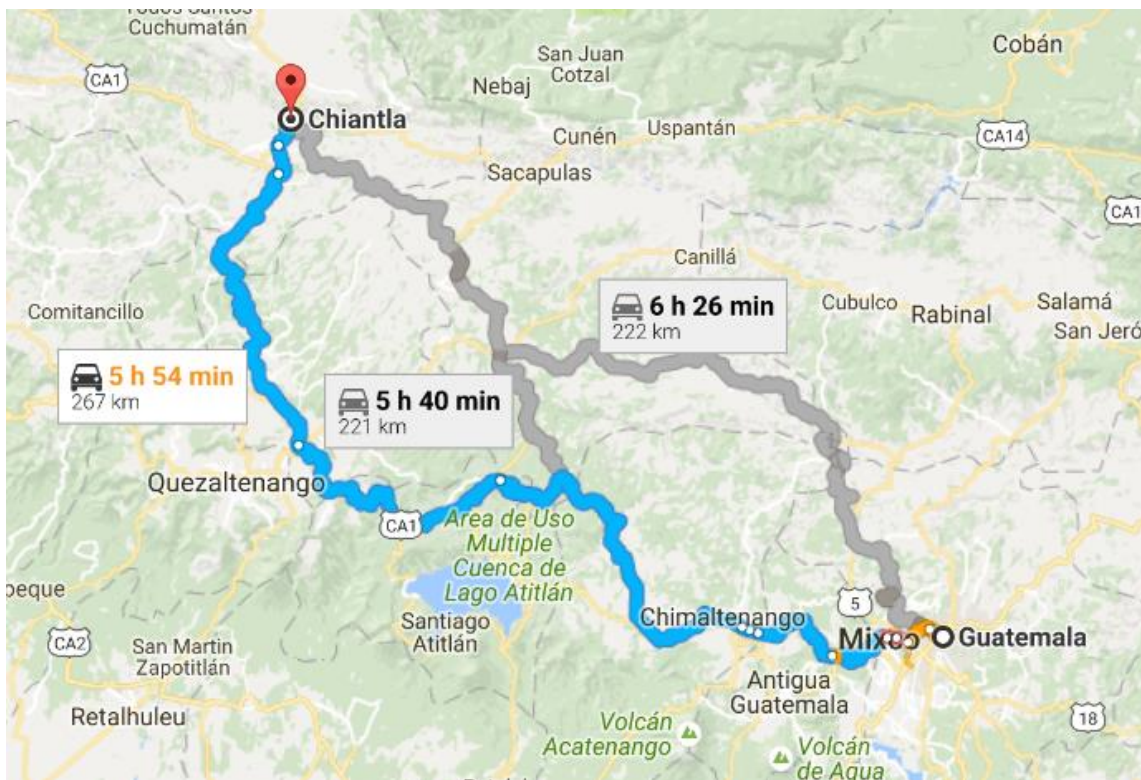 Cuchumatán
CA1
San Juan
Cotzal
Cobán
Nebaj
Chiantla
Cunén
Uspantán
CA14
Sacapulas
CA1
Canillá
Comitancillo
6 h 26 min
222 km
Cubulco
Rabinal
Salamá
San Jeró
5 h 54 min
267 km
5 h 40 min
221 km
Quezaltenango
CA1
Area de Uso
Multiple
Cuenca de
Lago Atitlán
5
Chimaltenango
Santiago
Atitlán
Mixco
Guatemala
CA2
San Martin
Zapotitlán
Antigua
Guatemala
Retalhuleu
Volcán
Acatenango
Volcán
de Agua
18